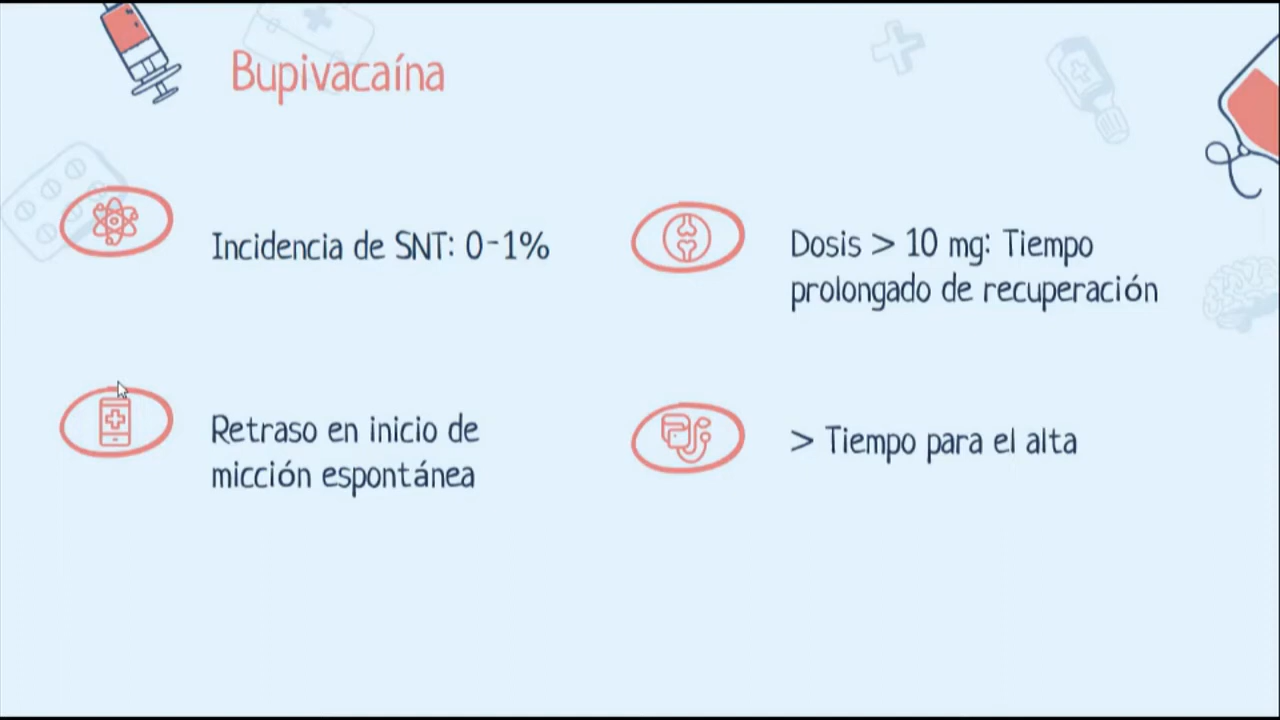 Bupivacaína
Incidencia de SNT: 0-1%
Dosis > 10 mg: Tiempo
prolongado de recuperación
Retraso en inicio de
micción espontánea
> Tiempo para el alta